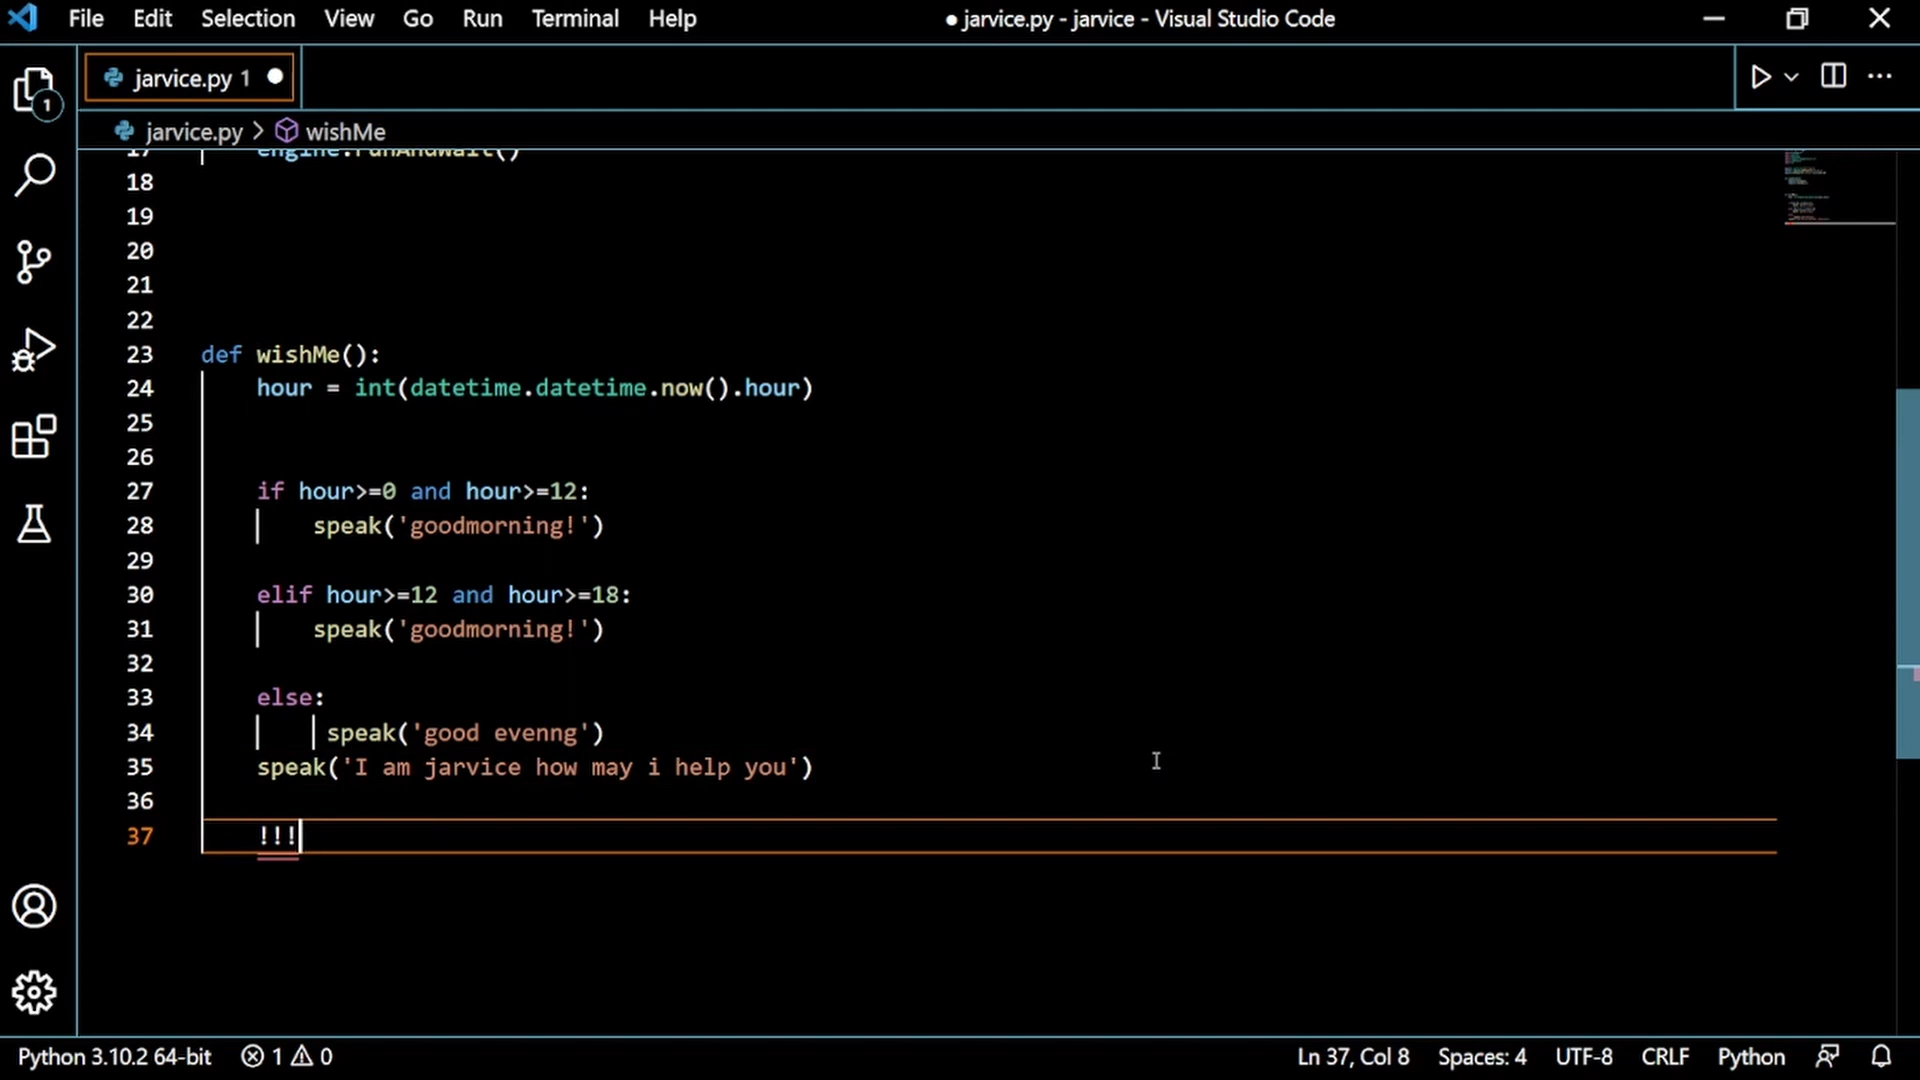 File Edit Selection View Go Run Terminal Help ● jarvice.py - jarvice - Visual Studio Code
jarvice.py 1 ●
1
jarvice.py > wishMe
17 engine.runAndWait()
18
19
20
21
22
23 def wishMe():
24 hour = int(datetime.datetime.now().hour)
25
26
27 if hour>=0 and hour>=12:
28 speak('goodmorning!')
29
30 elif hour>=12 and hour>=18:
31 speak('goodmorning!')
32
33 else:
34 speak('good evenng')
35 speak('I am jarvice how may i help you')
36
37 !!!
Python 3.10.2 64-bit 1 0 Ln 37, Col 8 Spaces: 4 UTF-8 CRLF Python